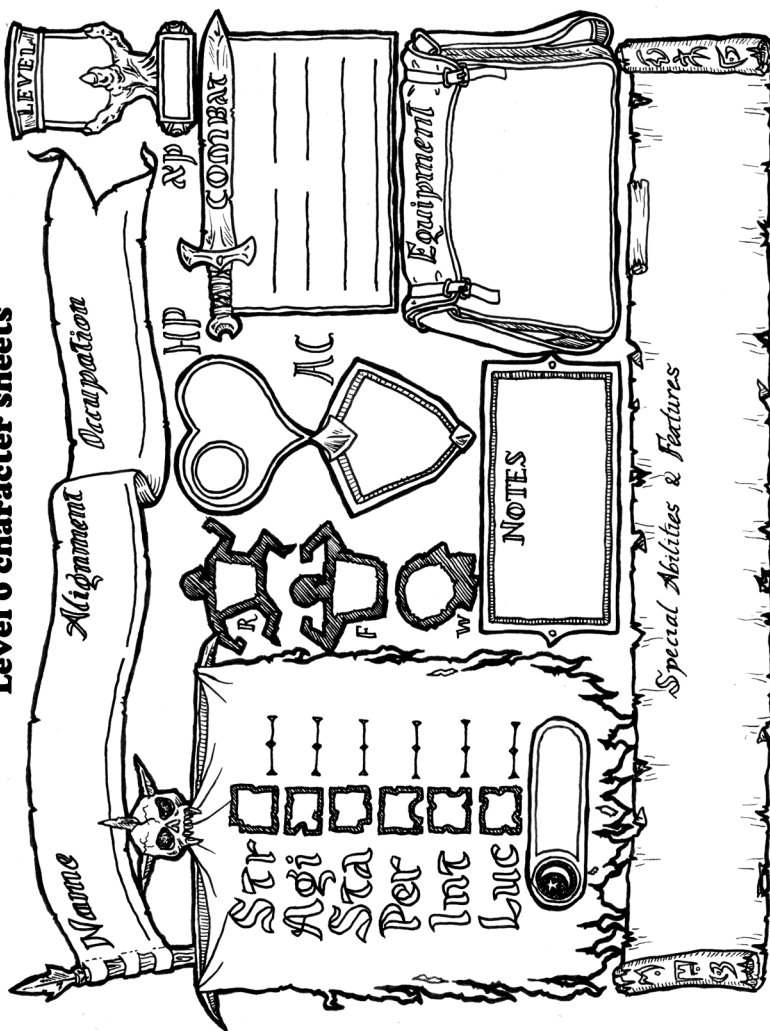 Level 0 character sheets
Name
Alignment
Occupation
LEVEL
XP
HP
COMBAT
AC
Str
Agi
Sta
Per
Int
Luc
R
F
W
Equipment
NOTES
Special Abilities & Features